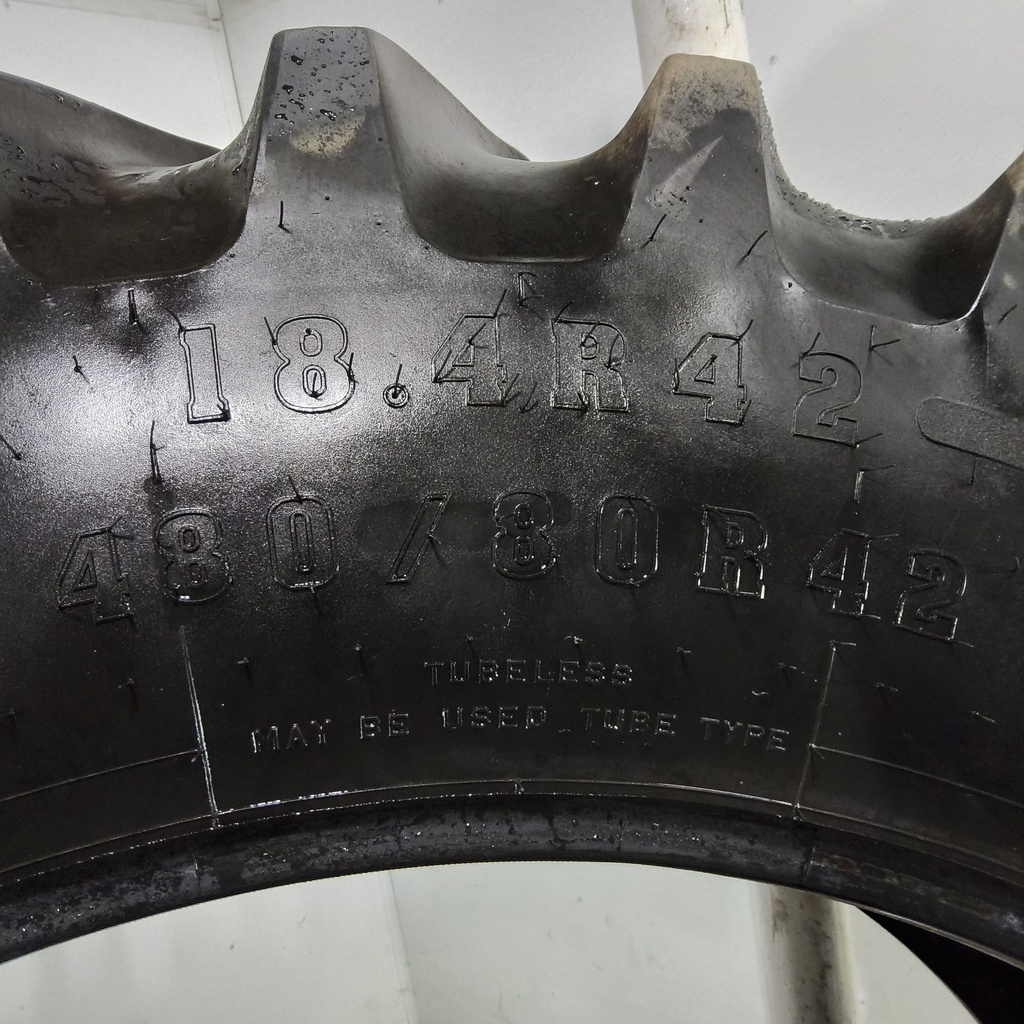 18.4R42
480/80R42
TUBELESS
MAY BE USED TUBE TYPE